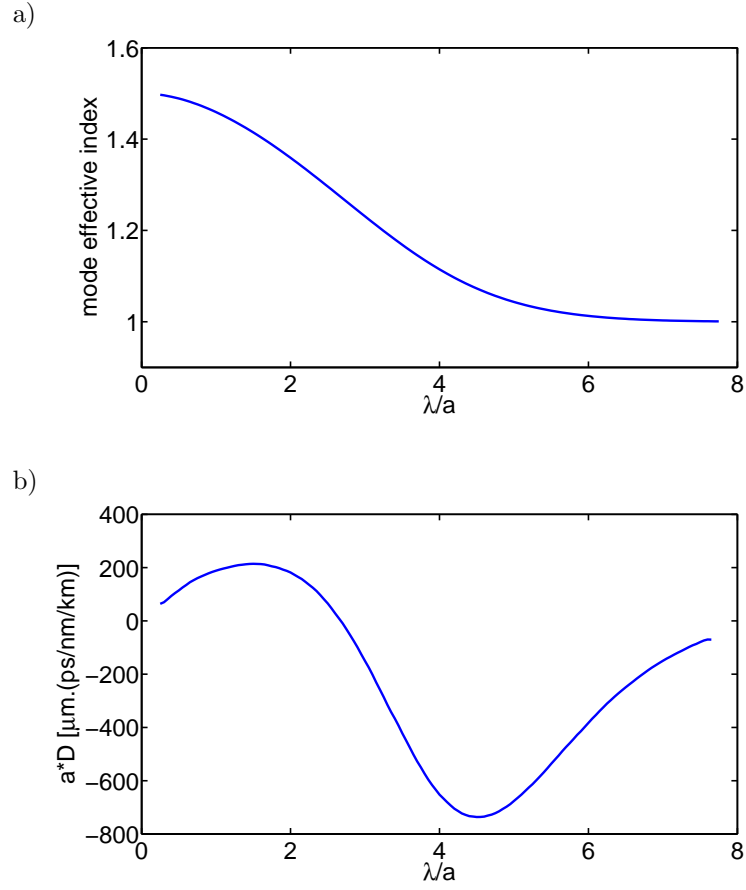 a)
1.6
1.4
1.2
1
mode effective index
0 2 4 6 8
λ/a
b)
400
200
0
−200
−400
−600
−800
a*D [μm.(ps/nm/km)]
0 2 4 6 8
λ/a